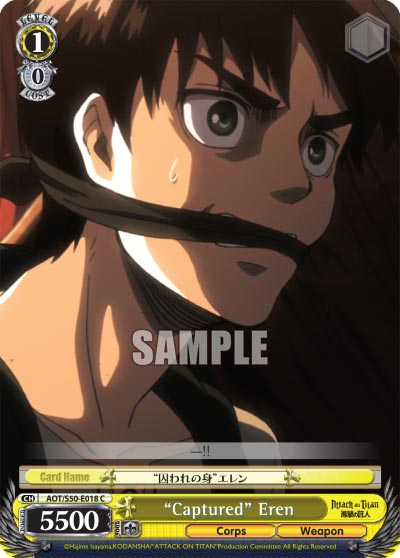 LEVEL
1
0
COST
SAMPLE
―!!
Card Name
“囚われの身”エレン
CH AOT/S50-E018 C
“Captured” Eren
Attack on Titan
進撃の巨人
POWER
5500
SOUL
Corps
Weapon
©Hajime Isayama,KODANSHA/"ATTACK ON TITAN"Production Committee All Rights Reserved.